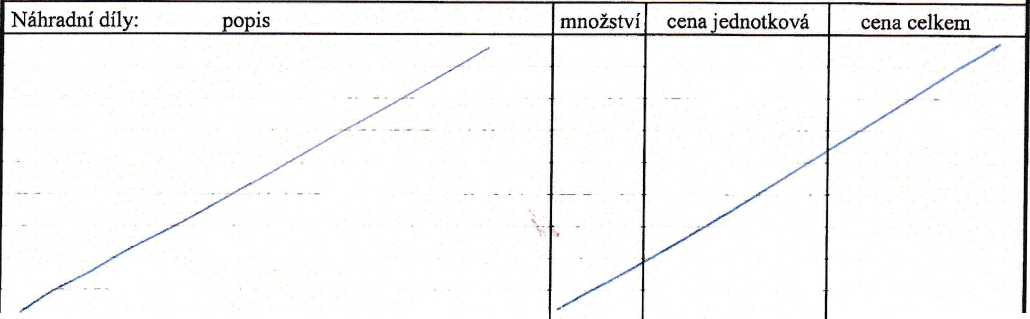 Náhradní díly: popis množství cena jednotková cena celkem